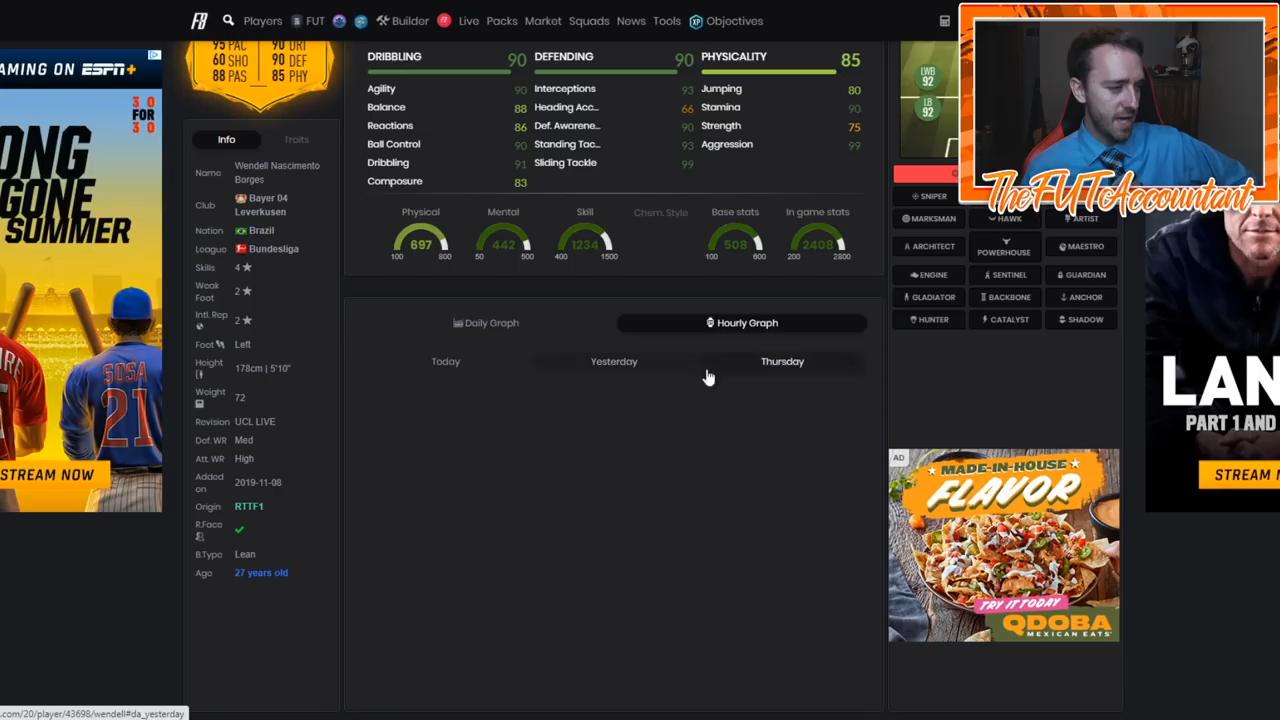 FB Players FUT Builder Live Packs Market Squads News Tools XP Objectives
95 PAC 90 DRI
60 SHO 90 DEF
88 PAS 85 PHY
Info Traits
Name Wendell Nascimento Borges
Club Bayer 04 Leverkusen
Nation Brazil
League Bundesliga
Skills 4 ★
Weak Foot 2 ★
Intl. Rep 2 ★
Foot Left
Height 178cm | 5'10"
Weight 72
Revision UCL LIVE
Def. WR Med
Att. WR High
Added on 2019-11-08
Origin RTTF1
R.Face ✓
B.Type Lean
Age 27 years old
DRIBBLING 90
Agility 90
Balance 88
Reactions 86
Ball Control 90
Dribbling 91
Composure 83
DEFENDING 90
Interceptions 93
Heading Acc... 66
Def. Awarene... 90
Standing Tac... 93
Sliding Tackle 99
PHYSICALITY 85
Jumping 80
Stamina 90
Strength 75
Aggression 99
Physical Mental Skill Chem. Style Base stats In game stats
697 442 1234 508 2408
100 800 50 500 400 1500 100 600 200 2800
Daily Graph Hourly Graph
Today Yesterday Thursday
LWB
92
LB
92
SNIPER
MARKSMAN HAWK ARTIST
ARCHITECT POWERHOUSE MAESTRO
ENGINE SENTINEL GUARDIAN
GLADIATOR BACKBONE ANCHOR
HUNTER CATALYST SHADOW
TheFUTAccountant
AMING ON ESPN+
30
FOR
30
ONG
GONE
SUMMER
SOSA
21
STREAM NOW
AD
MADE-IN-HOUSE
FLAVOR
TRY IT TODAY
QDOBA
MEXICAN EATS
LAN
PART 1 AND
STREAM N
.com/20/player/43698/wendell#da_yesterday